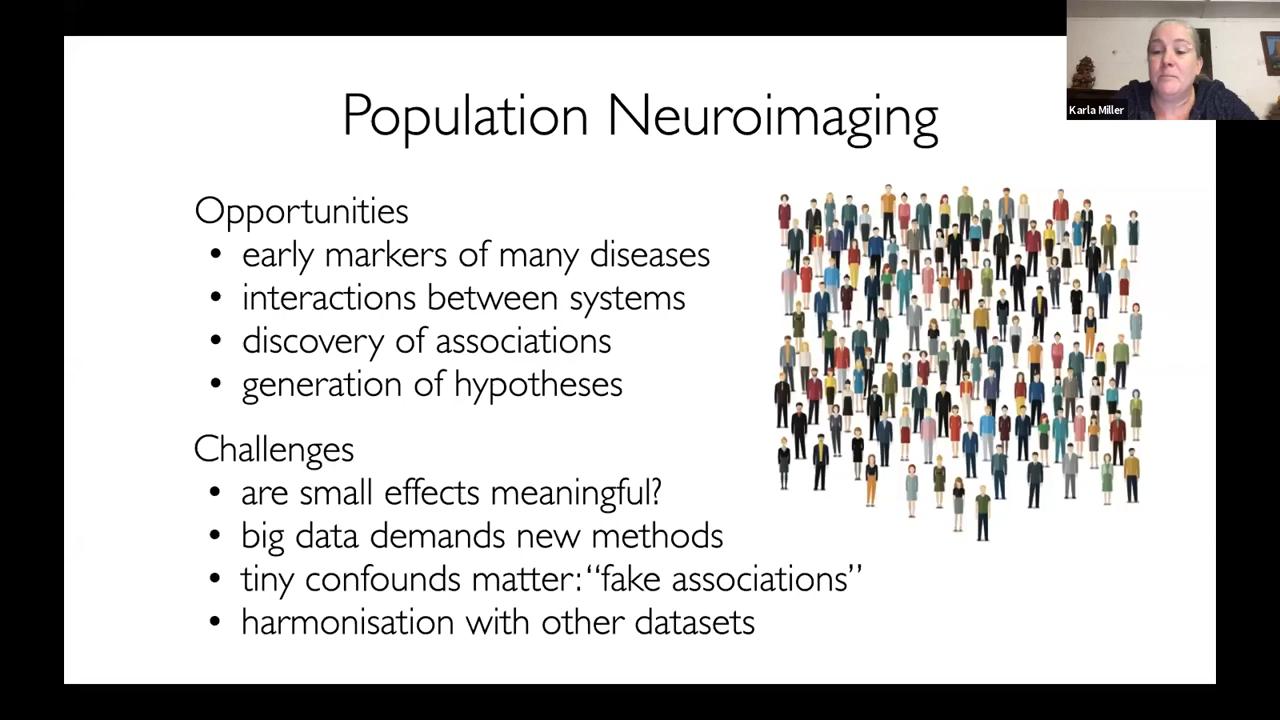 Population Neuroimaging
Karla Miller
Opportunities
• early markers of many diseases
• interactions between systems
• discovery of associations
• generation of hypotheses
Challenges
• are small effects meaningful?
• big data demands new methods
• tiny confounds matter: “fake associations”
• harmonisation with other datasets